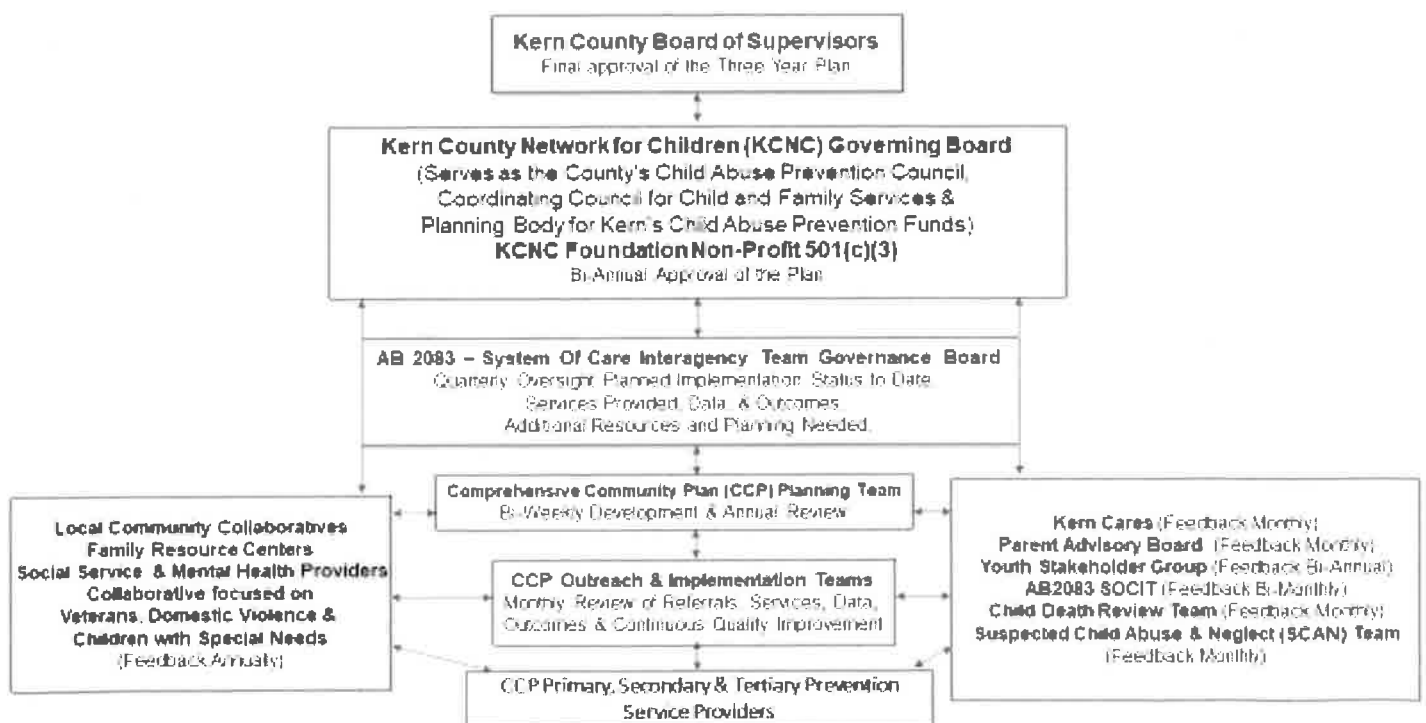 Kern County Board of Supervisors
Final approval of the Three Year Plan
Kern County Network for Children (KCNC) Governing Board
(Serves as the County's Child Abuse Prevention Council,
Coordinating Council for Child and Family Services &
Planning Body for Kern's Child Abuse Prevention Funds)
KCNC Foundation Non-Profit 501(c)(3)
Bi-Annual Approval of the Plan
AB 2083 – System Of Care Interagency Team Governance Board
Quarterly Oversight Planned Implementation Status to Date
Services Provided, Data, & Outcomes
Additional Resources and Planning Needed
Comprehensive Community Plan (CCP) Planning Team
Bi-Weekly Development & Annual Review
Local Community Collaboratives
Family Resource Centers
Social Service & Mental Health Providers
Collaborative focused on
Veterans, Domestic Violence &
Children with Special Needs
(Feedback Annually)
CCP Outreach & Implementation Teams
Monthly Review of Referrals, Services, Data,
Outcomes & Continuous Quality Improvement
Kern Cares (Feedback Monthly)
Parent Advisory Board (Feedback Monthly)
Youth Stakeholder Group (Feedback Bi-Annual)
AB2083 SOCIT (Feedback Bi-Monthly)
Child Death Review Team (Feedback Monthly)
Suspected Child Abuse & Neglect (SCAN) Team
(Feedback Monthly)
CCP Primary, Secondary & Tertiary Prevention
Service Providers